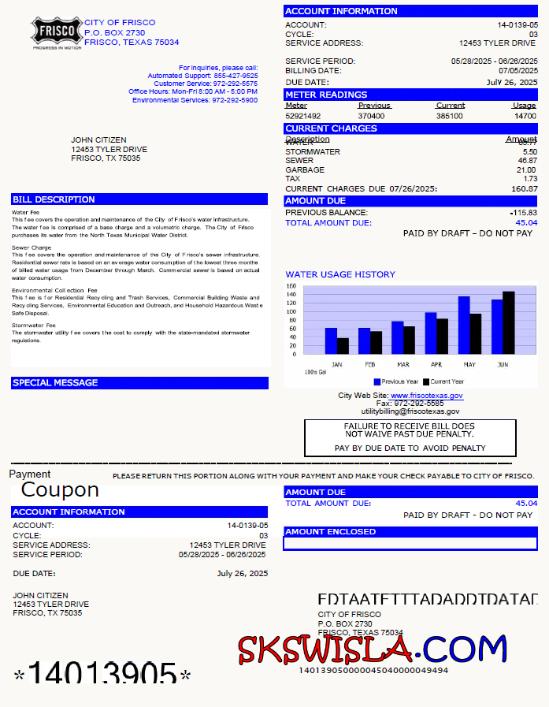 FRISCO
PROGRESS IN MOTION
CITY OF FRISCO
P.O. BOX 2730
FRISCO, TEXAS 75034
For inquiries, please call:
Automated Support: 855-427-9525
Customer Service: 972-292-5575
Office Hours: Mon-Fri 8:00 AM - 5:00 PM
Environmental Services: 972-292-5900
JOHN CITIZEN
12453 TYLER DRIVE
FRISCO, TX 75035
ACCOUNT INFORMATION
ACCOUNT: 14-0139-05
CYCLE: 03
SERVICE ADDRESS: 12453 TYLER DRIVE
SERVICE PERIOD: 05/28/2025 - 06/26/2025
BILLING DATE: 07/05/2025
DUE DATE: July 26, 2025
METER READINGS
Meter Previous Current Usage
52921492 370400 385100 14700
CURRENT CHARGES
Description Amount
WATER
STORMWATER 5.50
SEWER 46.87
GARBAGE 21.00
TAX 1.73
CURRENT CHARGES DUE 07/26/2025: 160.87
AMOUNT DUE
PREVIOUS BALANCE: -115.83
TOTAL AMOUNT DUE: 45.04
PAID BY DRAFT - DO NOT PAY
BILL DESCRIPTION
Water Fee
This fee covers the operation and maintenance of the City of Frisco's water infrastructure.
The water fee is comprised of a base charge and a volumetric charge. The City of Frisco
purchases its water from the North Texas Municipal Water District.
Sewer Charge
This fee covers the operation and maintenance of the City of Frisco's sewer infrastructure.
Residential sewer rate is based on an average water consumption of the lowest three months
of billed water usage from December through March. Commercial sewer is based on actual
water consumption.
Environmental Collection Fee
This fee is for Residential Recycling and Trash Services, Commercial Building Waste and
Recycling Services, Environmental Education and Outreach, and Household Hazardous Waste
Safe Disposal.
Stormwater Fee
The stormwater utility fee covers the cost to comply with the state-mandated stormwater
regulations.
SPECIAL MESSAGE
WATER USAGE HISTORY
160
140
120
100
80
60
40
20
0
JAN FEB MAR APR MAY JUN
100s Gal
Previous Year Current Year
City Web Site: www.friscotexas.gov
Fax: 972-292-5585
utilitybilling@friscotexas.gov
FAILURE TO RECEIVE BILL DOES
NOT WAIVE PAST DUE PENALTY.
PAY BY DUE DATE TO AVOID PENALTY
Payment
Coupon
PLEASE RETURN THIS PORTION ALONG WITH YOUR PAYMENT AND MAKE YOUR CHECK PAYABLE TO CITY OF FRISCO.
ACCOUNT INFORMATION
ACCOUNT: 14-0139-05
CYCLE: 03
SERVICE ADDRESS: 12453 TYLER DRIVE
SERVICE PERIOD: 05/28/2025 - 06/26/2025
DUE DATE: July 26, 2025
AMOUNT DUE
TOTAL AMOUNT DUE: 45.04
PAID BY DRAFT - DO NOT PAY
AMOUNT ENCLOSED
JOHN CITIZEN
12453 TYLER DRIVE
FRISCO, TX 75035
FDTAATFTTTADADDTDATAT
CITY OF FRISCO
P.O. BOX 2730
FRISCO, TEXAS 75034
SKSWISLA.COM
*14013905*
14013905000045040000049494